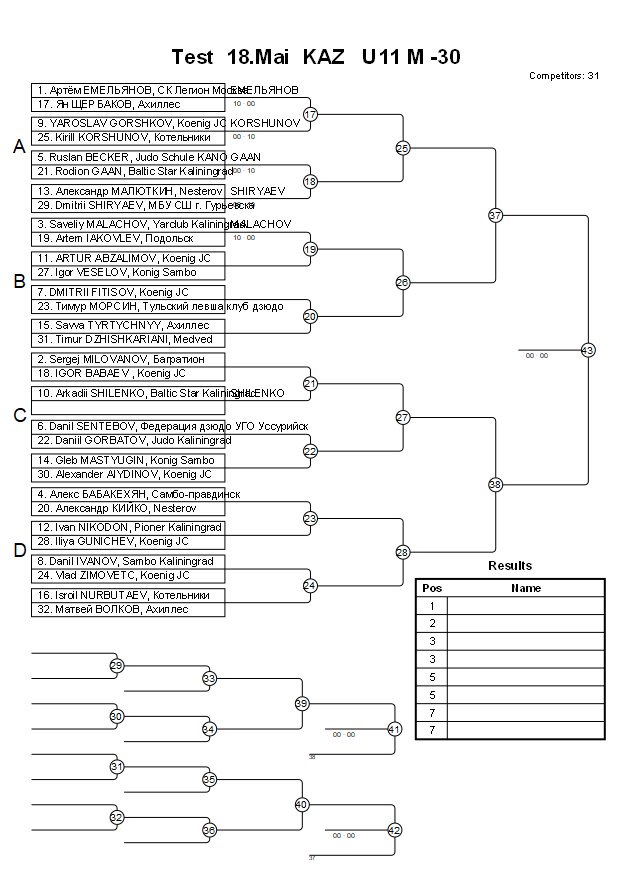 Test 18.Mai KAZ U11 M -30
Competitors: 31
1. Артём ЕМЕЛЬЯНОВ, СК Легион Москва
ЕМЕЛЬЯНОВ
17. Ян ЩЕРБАКОВ, Ахиллес
10 00
17
9. YAROSLAV GORSHKOV, Koenig JC
KORSHUNOV
25. Kirill KORSHUNOV, Котельники
00 10
A
25
5. Ruslan BECKER, Judo Schule KANO
GAAN
21. Rodion GAAN, Baltic Star Kaliningrad
00 10
18
13. Александр МАЛЮТКИН, Nesterov
SHIRYAEV
29. Dmitrii SHIRYAEV, МБУ СШ г. Гурьевска
37
3. Saveliy MALACHOV, Yarclub Kaliningrad
MALACHOV
19. Artem IAKOVLEV, Подольск
10 00
19
11. ARTUR ABZALIMOV, Koenig JC
27. Igor VESELOV, Konig Sambo
B
26
7. DMITRII FITISOV, Koenig JC
23. Тимур МОРСИН, Тульский левша клуб дзюдо
20
15. Savva TYRTYCHNYY, Ахиллес
31. Timur DZHISHKARIANI, Medved
43
00 00
2. Sergej MILOVANOV, Багратион
18. IGOR BABAEV , Koenig JC
21
10. Arkadii SHILENKO, Baltic Star Kaliningrad
SHILENKO
C
27
6. Danil SENTEBOV, Федерация дзюдо УГО Уссурийск
22. Daniil GORBATOV, Judo Kaliningrad
22
14. Gleb MASTYUGIN, Konig Sambo
30. Alexander AIYDINOV, Koenig JC
38
4. Алекс БАБАКЕХЯН, Самбо-правдинск
20. Александр КИЙКО, Nesterov
23
12. Ivan NIKODON, Pioner Kaliningrad
28. Iliya GUNICHEV, Koenig JC
D
28
8. Danil IVANOV, Sambo Kaliningrad
24. Vlad ZIMOVETC, Koenig JC
24
16. Isroil NURBUTAEV, Котельники
32. Матвей ВОЛКОВ, Ахиллес
Results
Pos Name
1
2
3
3
5
5
7
7
29
33
39
30
34
41
00 00
38
31
35
40
32
36
42
00 00
37